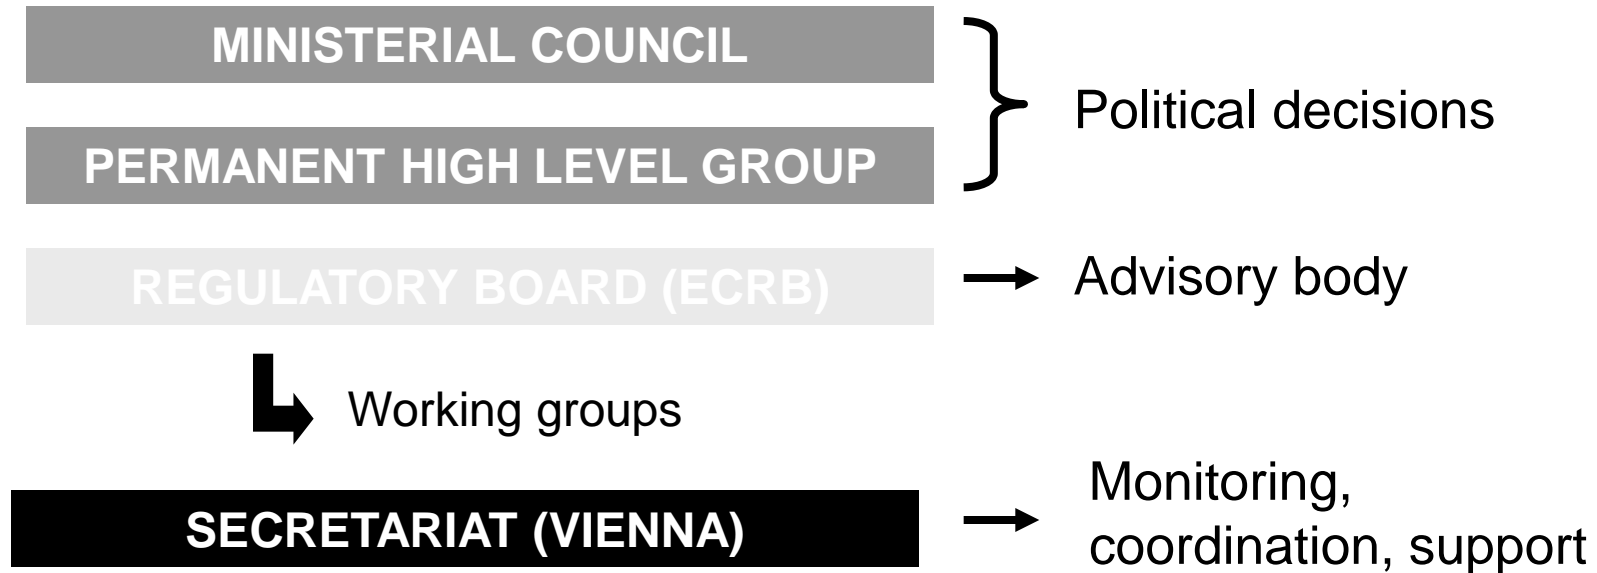 MINISTERIAL COUNCIL
PERMANENT HIGH LEVEL GROUP
Political decisions
REGULATORY BOARD (ECRB)
Advisory body
Working groups
SECRETARIAT (VIENNA)
Monitoring,
coordination, support